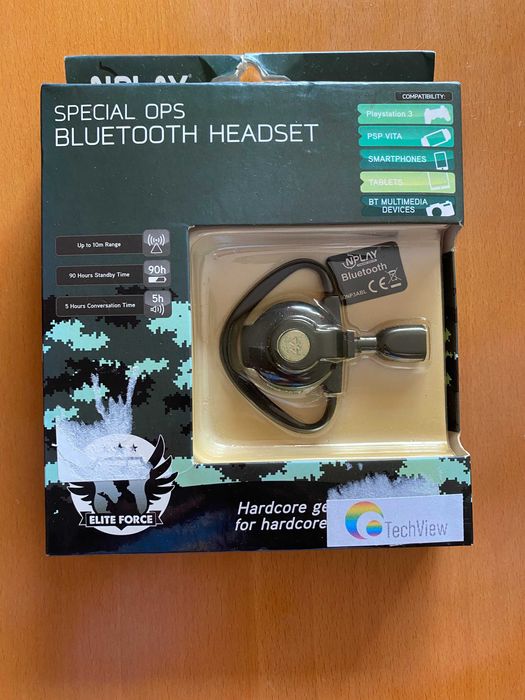 NPLAY
SPECIAL OPS
BLUETOOTH HEADSET
COMPATIBILITY:
Playstation 3
PSP VITA
SMARTPHONES
TABLETS
BT MULTIMEDIA
DEVICES
Up to 10m Range
90 Hours Standby Time
90h
5 Hours Conversation Time
5h
NPLAY
Bluetooth
CE
ELITE FORCE
Hardcore ge
for hardcore
TechView